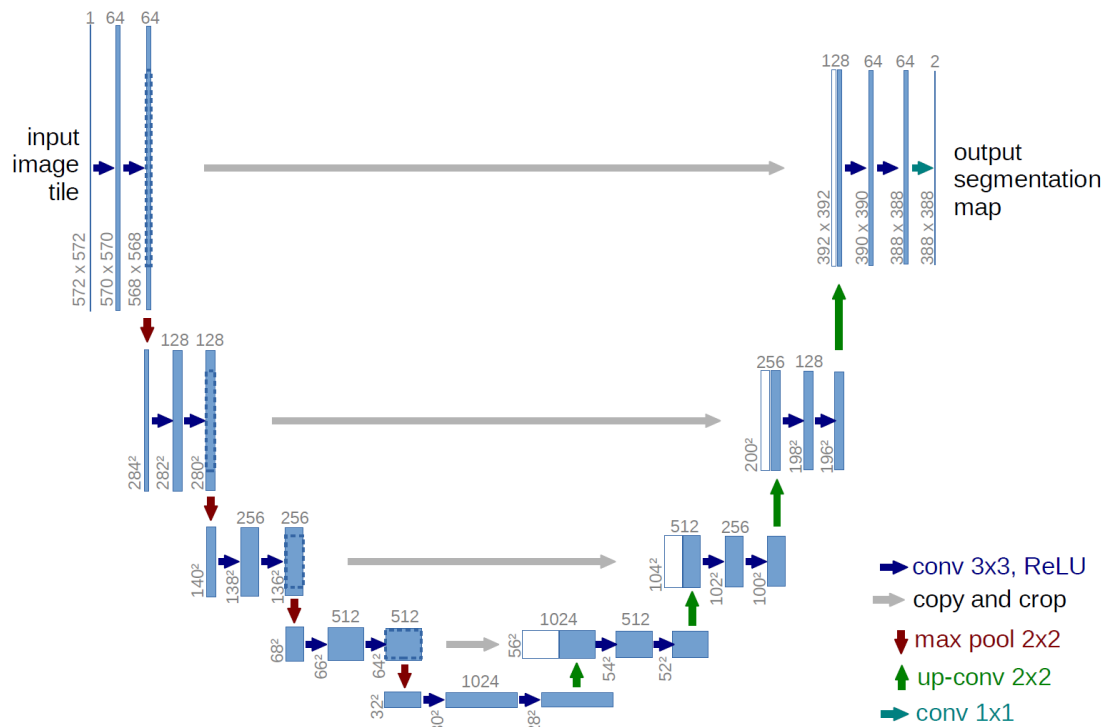 1 64 64
input
image
tile
572 x 572
570 x 570
568 x 568
128 64 64 2
output
segmentation
map
392 x 392
390 x 390
388 x 388
388 x 388
128 128
284²
282²
280²
256 128
200²
198²
196²
256 256
140²
138²
136²
512 256
104²
102²
100²
512 512
68²
66²
64²
1024 512
56²
54²
52²
1024
32²
conv 3x3, ReLU
copy and crop
max pool 2x2
up-conv 2x2
conv 1x1